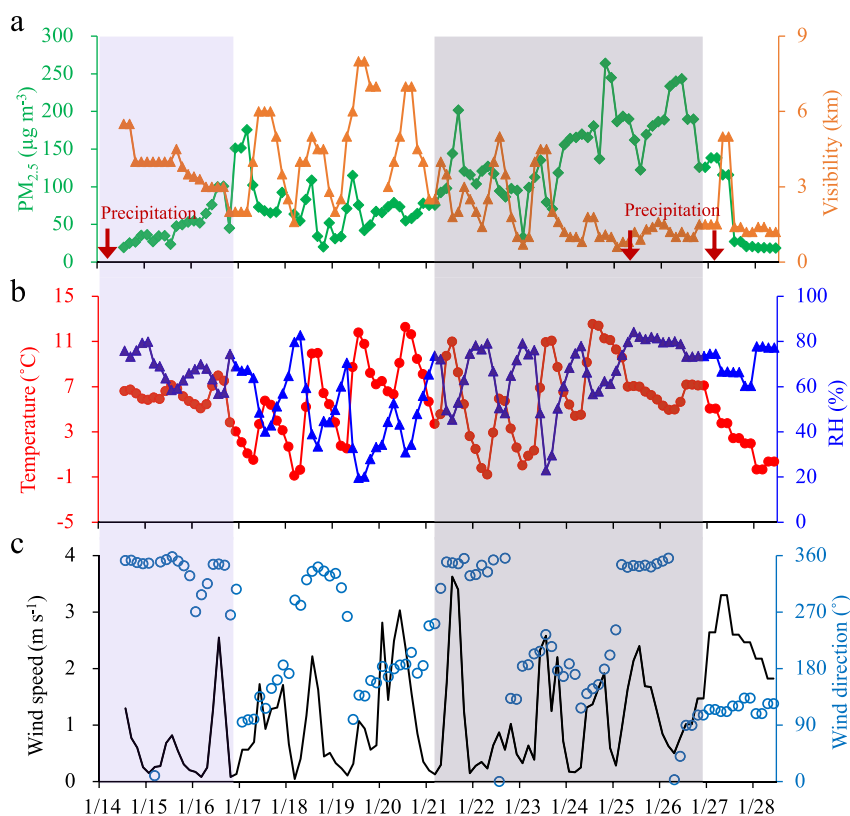 a
300
250
200
150
100
50
0
PM2.5 (μg m-3)
9
6
3
0
Visibility (km)
Precipitation
Precipitation
b
15
11
7
3
-1
-5
Temperature (˚C)
100
80
60
40
20
0
RH (%)
c
4
3
2
1
0
Wind speed (m s-1)
360
270
180
90
0
Wind direction (˚)
1/14 1/15 1/16 1/17 1/18 1/19 1/20 1/21 1/22 1/23 1/24 1/25 1/26 1/27 1/28